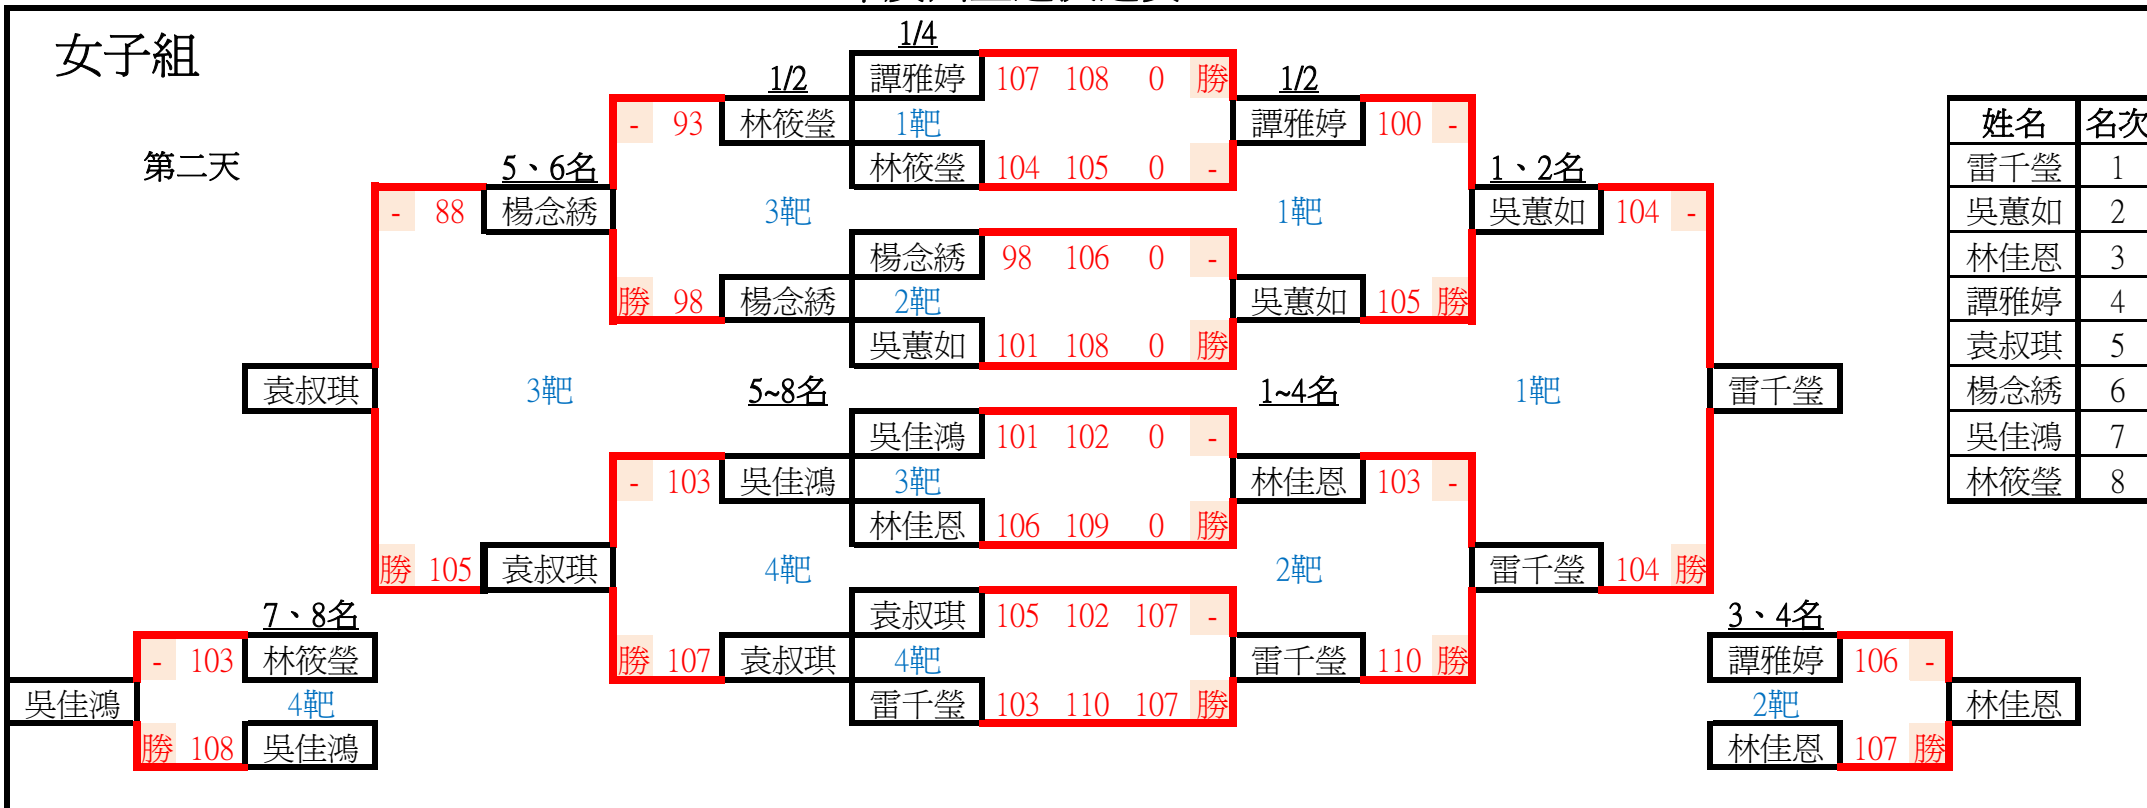 女子組
1/4
譚雅婷 107 108 0 勝
1/2
1/2
- 93 林筱瑩 1靶 譚雅婷 100 -
姓名 名次
第二天
5、6名
林筱瑩 104 105 0 -
1、2名
雷千瑩 1
- 88 楊念綉 3靶 1靶 吳蕙如 104 -
吳蕙如 2
楊念綉 98 106 0 -
林佳恩 3
勝 98 楊念綉 2靶 吳蕙如 105 勝
譚雅婷 4
吳蕙如 101 108 0 勝
袁叔琪 5
袁叔琪 3靶 5~8名 1~4名 1靶 雷千瑩
楊念綉 6
吳佳鴻 101 102 0 -
吳佳鴻 7
- 103 吳佳鴻 3靶 林佳恩 103 -
林筱瑩 8
林佳恩 106 109 0 勝
勝 105 袁叔琪 4靶 2靶 雷千瑩 104 勝
7、8名
袁叔琪 105 102 107 -
3、4名
- 103 林筱瑩
勝 107 袁叔琪 4靶 雷千瑩 110 勝
譚雅婷 106 -
吳佳鴻 4靶
雷千瑩 103 110 107 勝
2靶 林佳恩
勝 108 吳佳鴻
林佳恩 107 勝